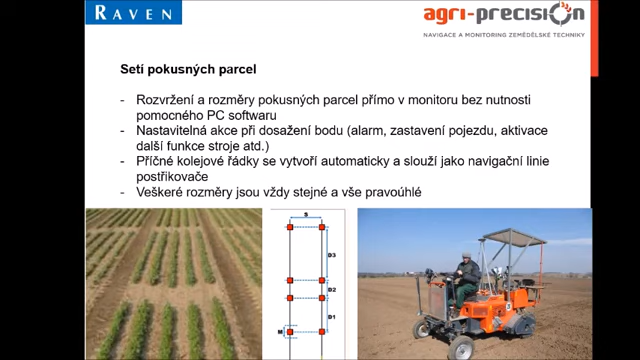 RAVEN
agri-precision
NAVIGACE A MONITORING ZEMĚDĚLSKÉ TECHNIKY
Setí pokusných parcel
- Rozvržení a rozměry pokusných parcel přímo v monitoru bez nutnosti
pomocného PC softwaru
- Nastavitelná akce při dosažení bodu (alarm, zastavení pojezdu, aktivace
další funkce stroje atd.)
- Příčné kolejové řádky se vytvoří automaticky a slouží jako navigační linie
postřikovače
- Veškeré rozměry jsou vždy stejné a vše pravoúhlé
S
D3
D2
D1
M